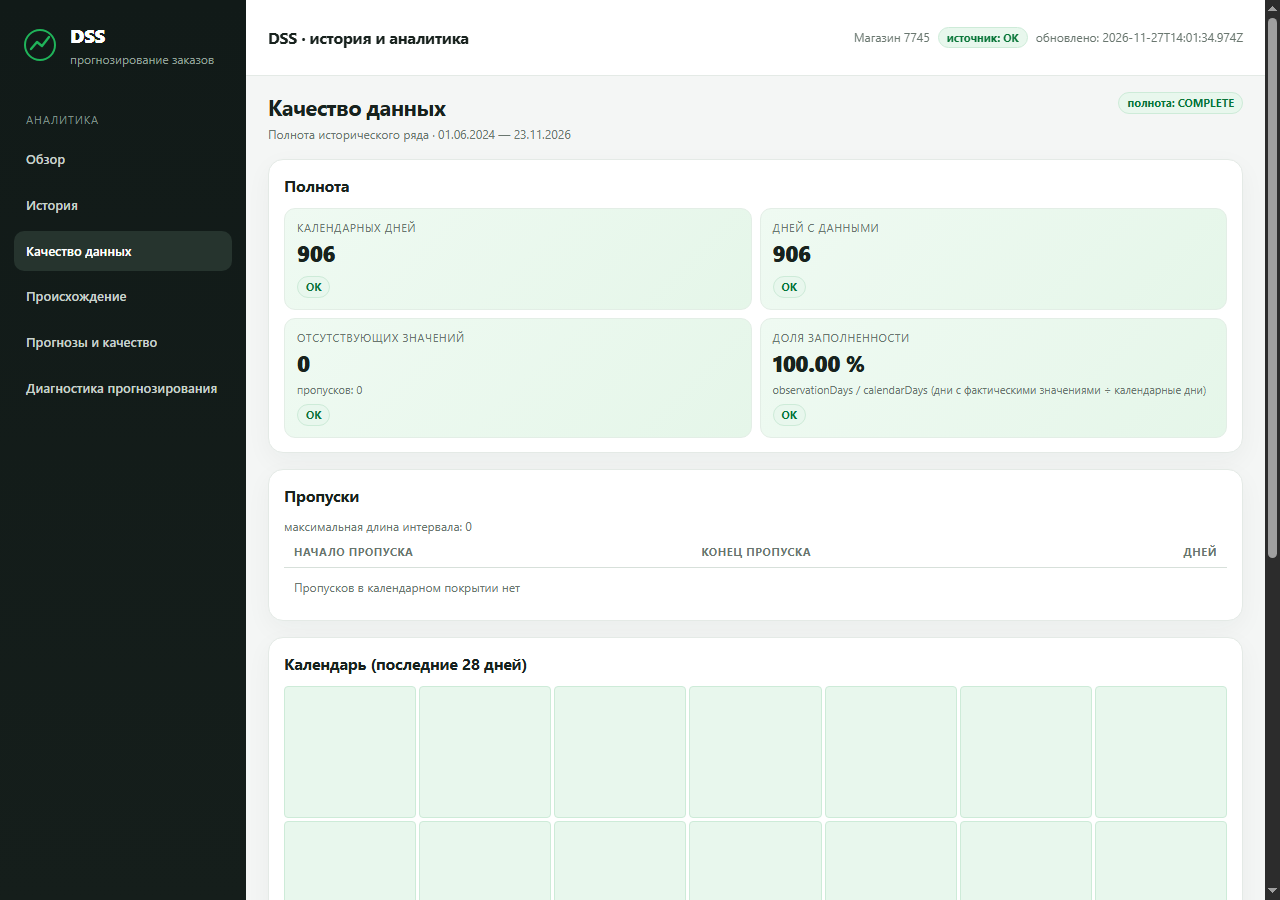 DSS
прогнозирование заказов
АНАЛИТИКА
Обзор
История
Качество данных
Происхождение
Прогнозы и качество
Диагностика прогнозирования
DSS · история и аналитика
Магазин 7745
источник: OK
обновлено: 2026-11-27T14:01:34.974Z
Качество данных
Полнота исторического ряда · 01.06.2024 — 23.11.2026
полнота: COMPLETE
Полнота
КАЛЕНДАРНЫХ ДНЕЙ
906
OK
ДНЕЙ С ДАННЫМИ
906
OK
ОТСУТСТВУЮЩИХ ЗНАЧЕНИЙ
0
пропусков: 0
OK
ДОЛЯ ЗАПОЛНЕННОСТИ
100.00 %
observationDays / calendarDays (дни с фактическими значениями ÷ календарные дни)
OK
Пропуски
максимальная длина интервала: 0
НАЧАЛО ПРОПУСКА КОНЕЦ ПРОПУСКА ДНЕЙ
Пропусков в календарном покрытии нет
Календарь (последние 28 дней)